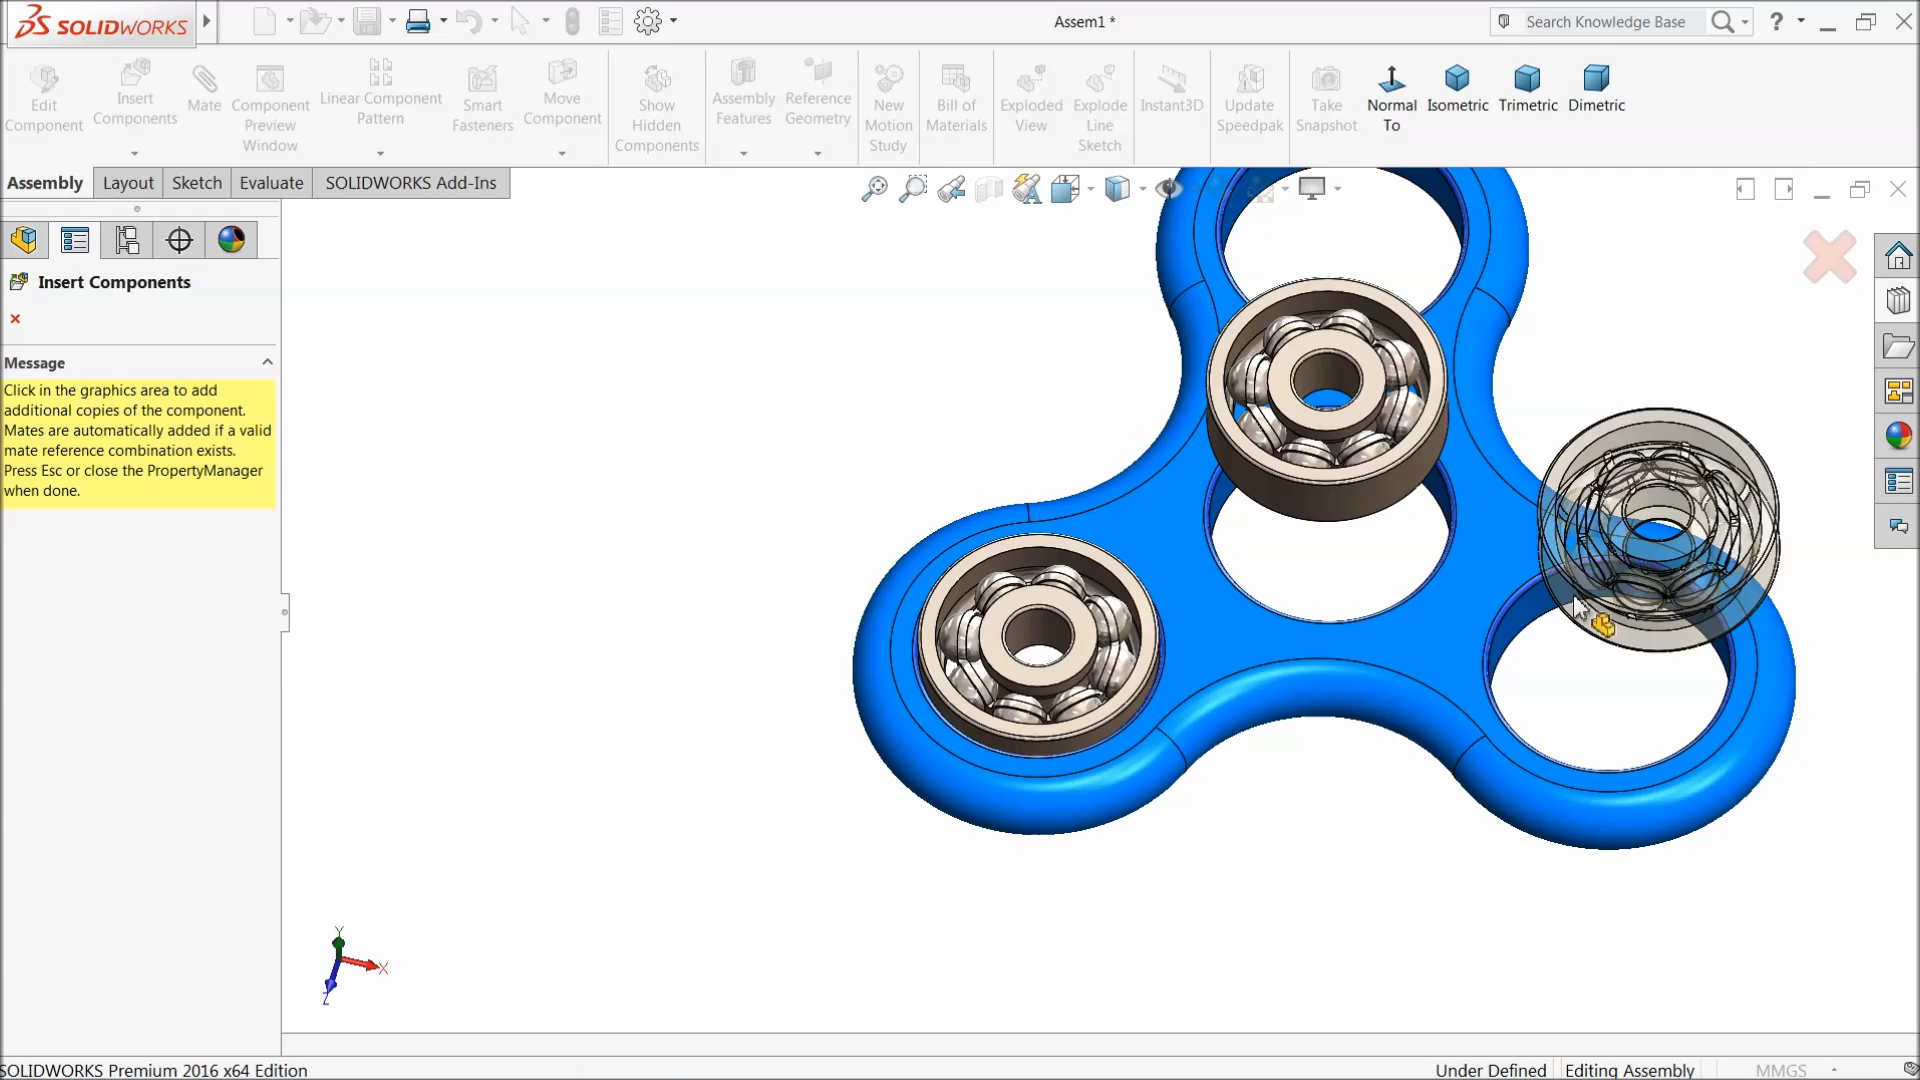 SOLIDWORKS
Assem1 *
Search Knowledge Base
?
Edit
Component
Insert
Components
Mate
Component
Preview
Window
Linear Component
Pattern
Smart
Fasteners
Move
Component
Show
Hidden
Components
Assembly
Features
Reference
Geometry
New
Motion
Study
Bill of
Materials
Exploded
View
Explode
Line
Sketch
Instant3D
Update
Speedpak
Take
Snapshot
Normal
To
Isometric
Trimetric
Dimetric
Assembly
Layout
Sketch
Evaluate
SOLIDWORKS Add-Ins
Insert Components
Message
Click in the graphics area to add
additional copies of the component.
Mates are automatically added if a valid
mate reference combination exists.
Press Esc or close the PropertyManager
when done.
Y
X
Z
SOLIDWORKS Premium 2016 x64 Edition
Under Defined
Editing Assembly
MMGS